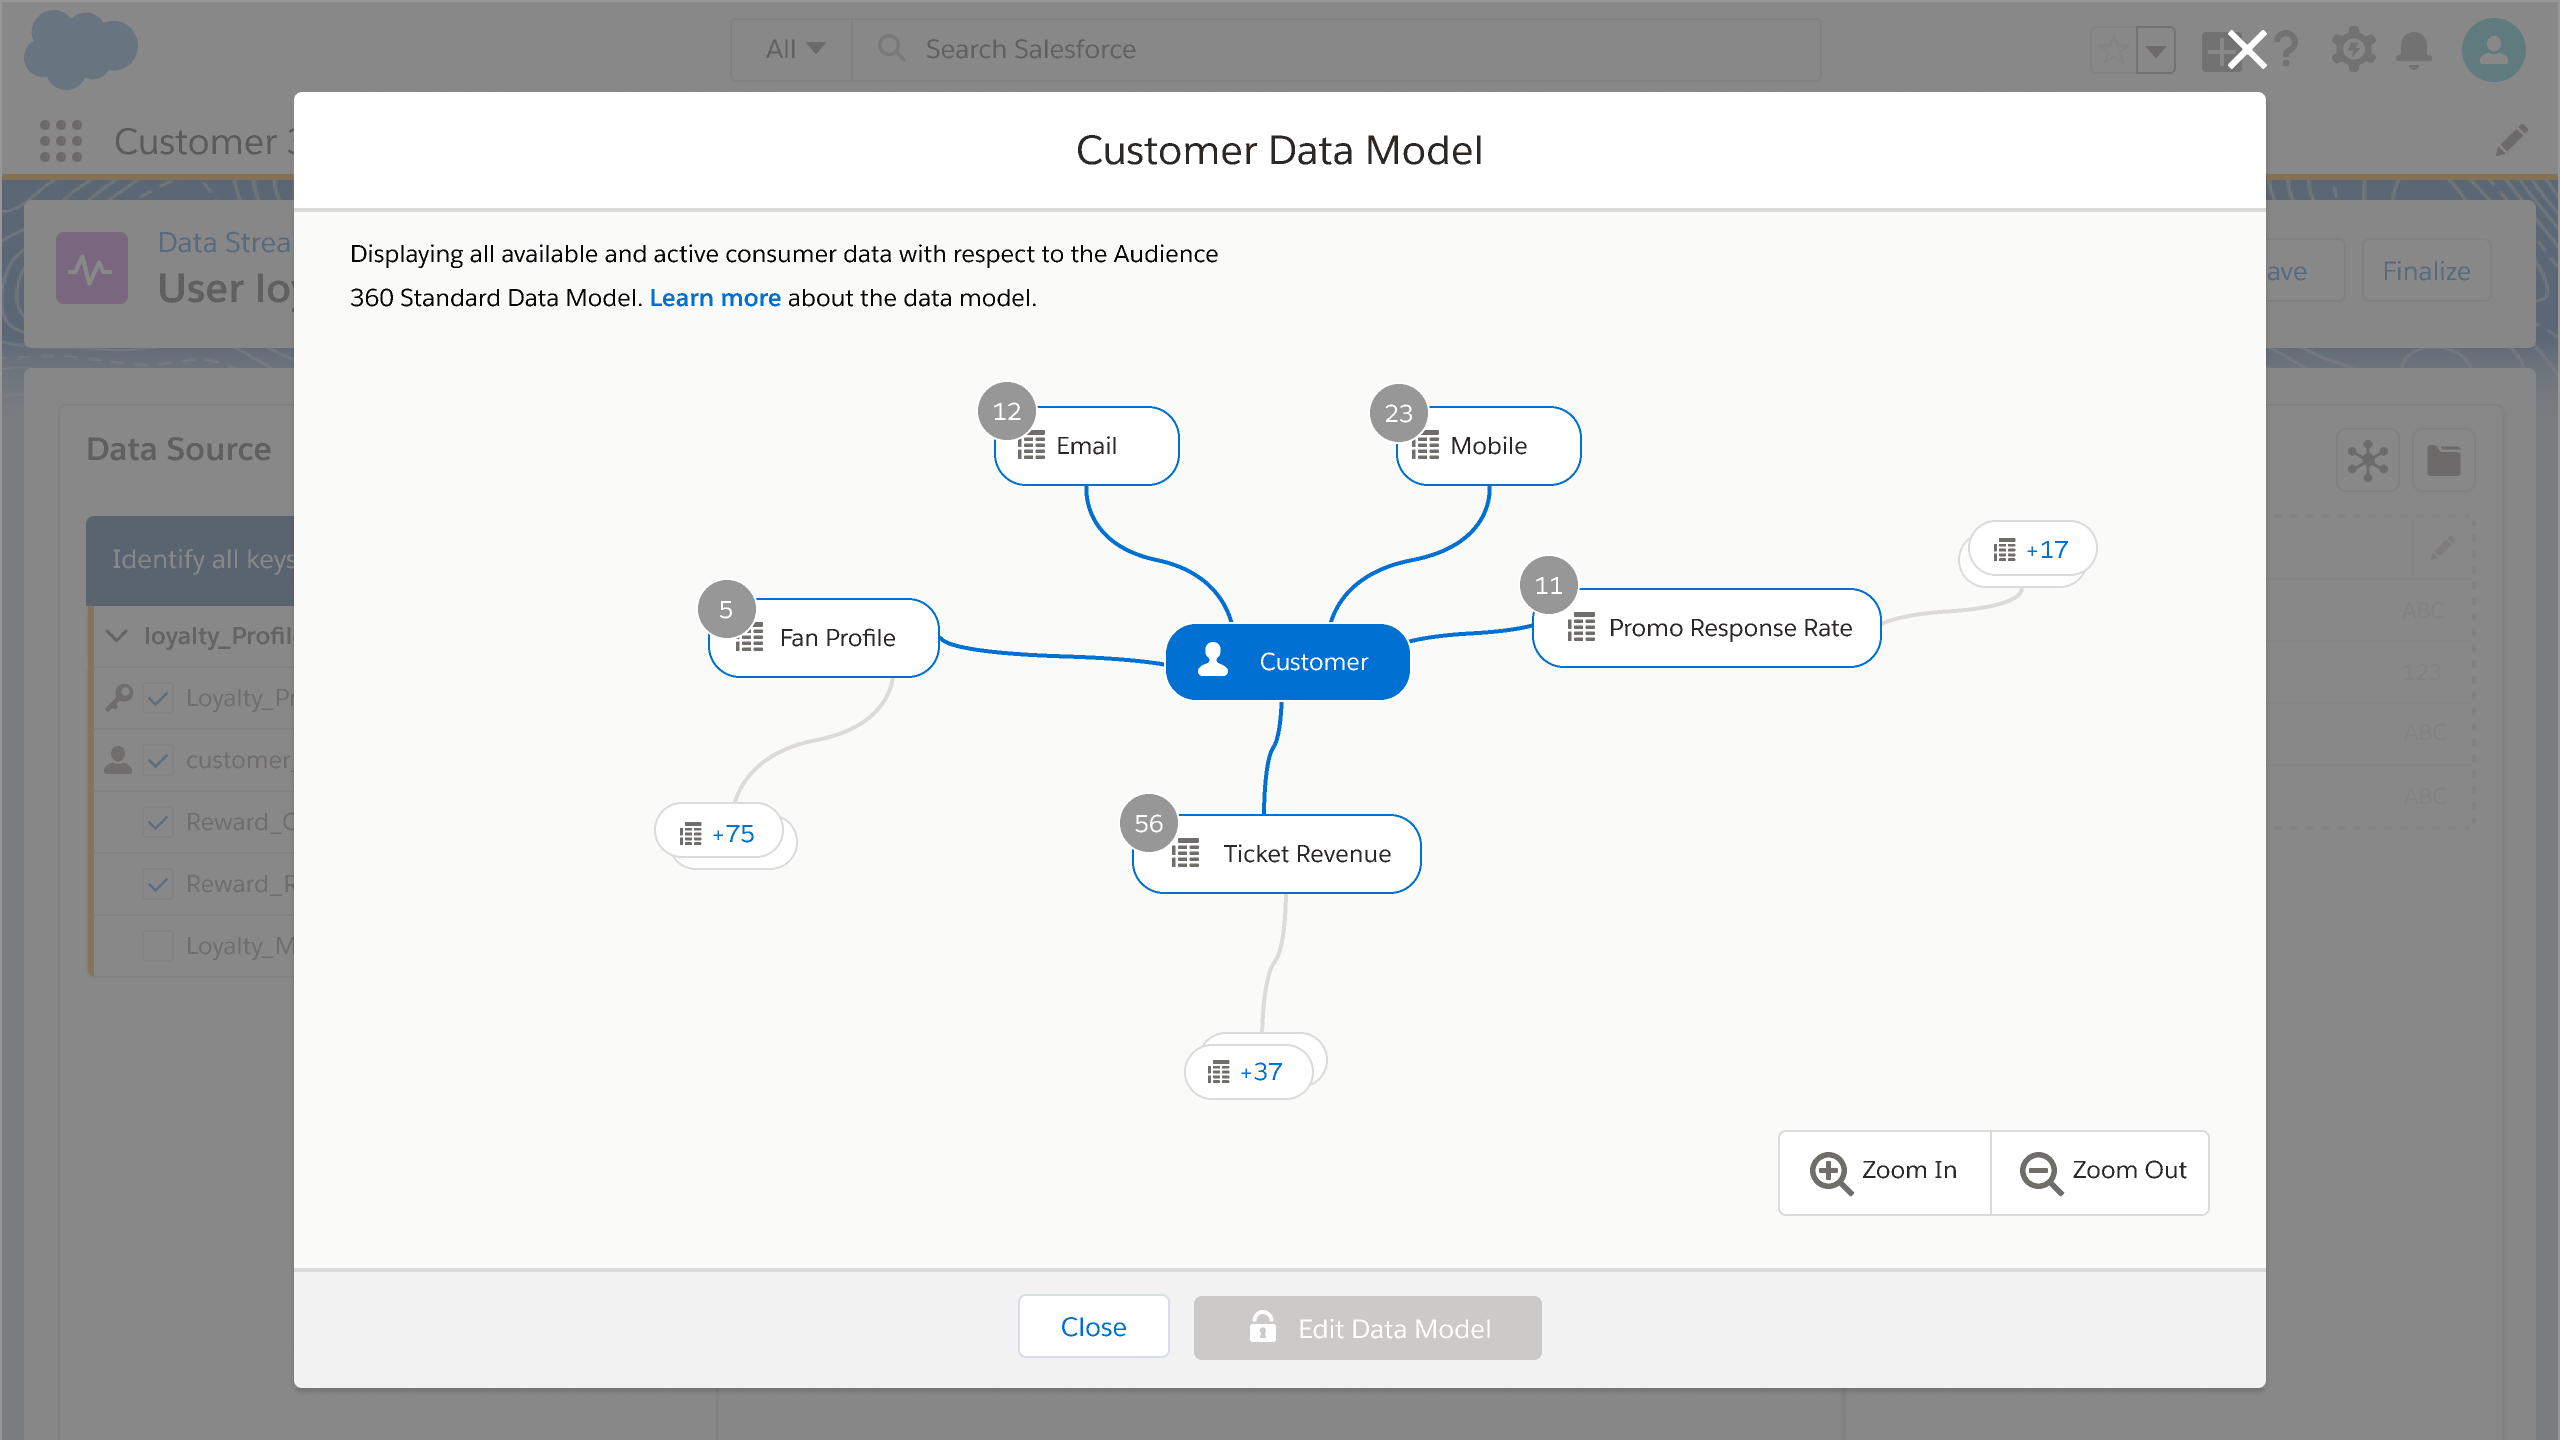 All
Search Salesforce
Customer 3
Customer Data Model
Data Strea
User lo
ave
Finalize
Displaying all available and active consumer data with respect to the Audience
360 Standard Data Model. Learn more about the data model.
Data Source
12
Email
23
Mobile
Identify all keys
+17
5
Fan Profile
11
Promo Response Rate
ABC
loyalty_Profil
Customer
123
Loyalty_Pr
ABC
customer_
ABC
Reward_C
+75
56
Ticket Revenue
Reward_R
Loyalty_M
+37
Zoom In
Zoom Out
Close
Edit Data Model